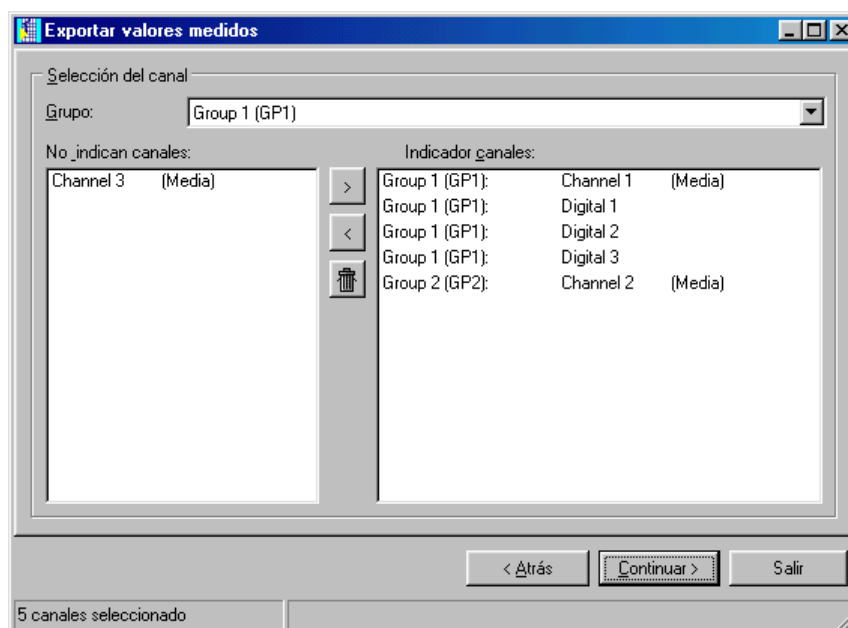 Exportar valores medidos
Selección del canal
Grupo: Group 1 (GP1)
No_indican canales: Indicador canales:
Channel 3 (Media) > Group 1 (GP1): Channel 1 (Media)
Group 1 (GP1): Digital 1
< Group 1 (GP1): Digital 2
Group 1 (GP1): Digital 3
Group 2 (GP2): Channel 2 (Media)
< Atrás Continuar > Salir
5 canales seleccionado